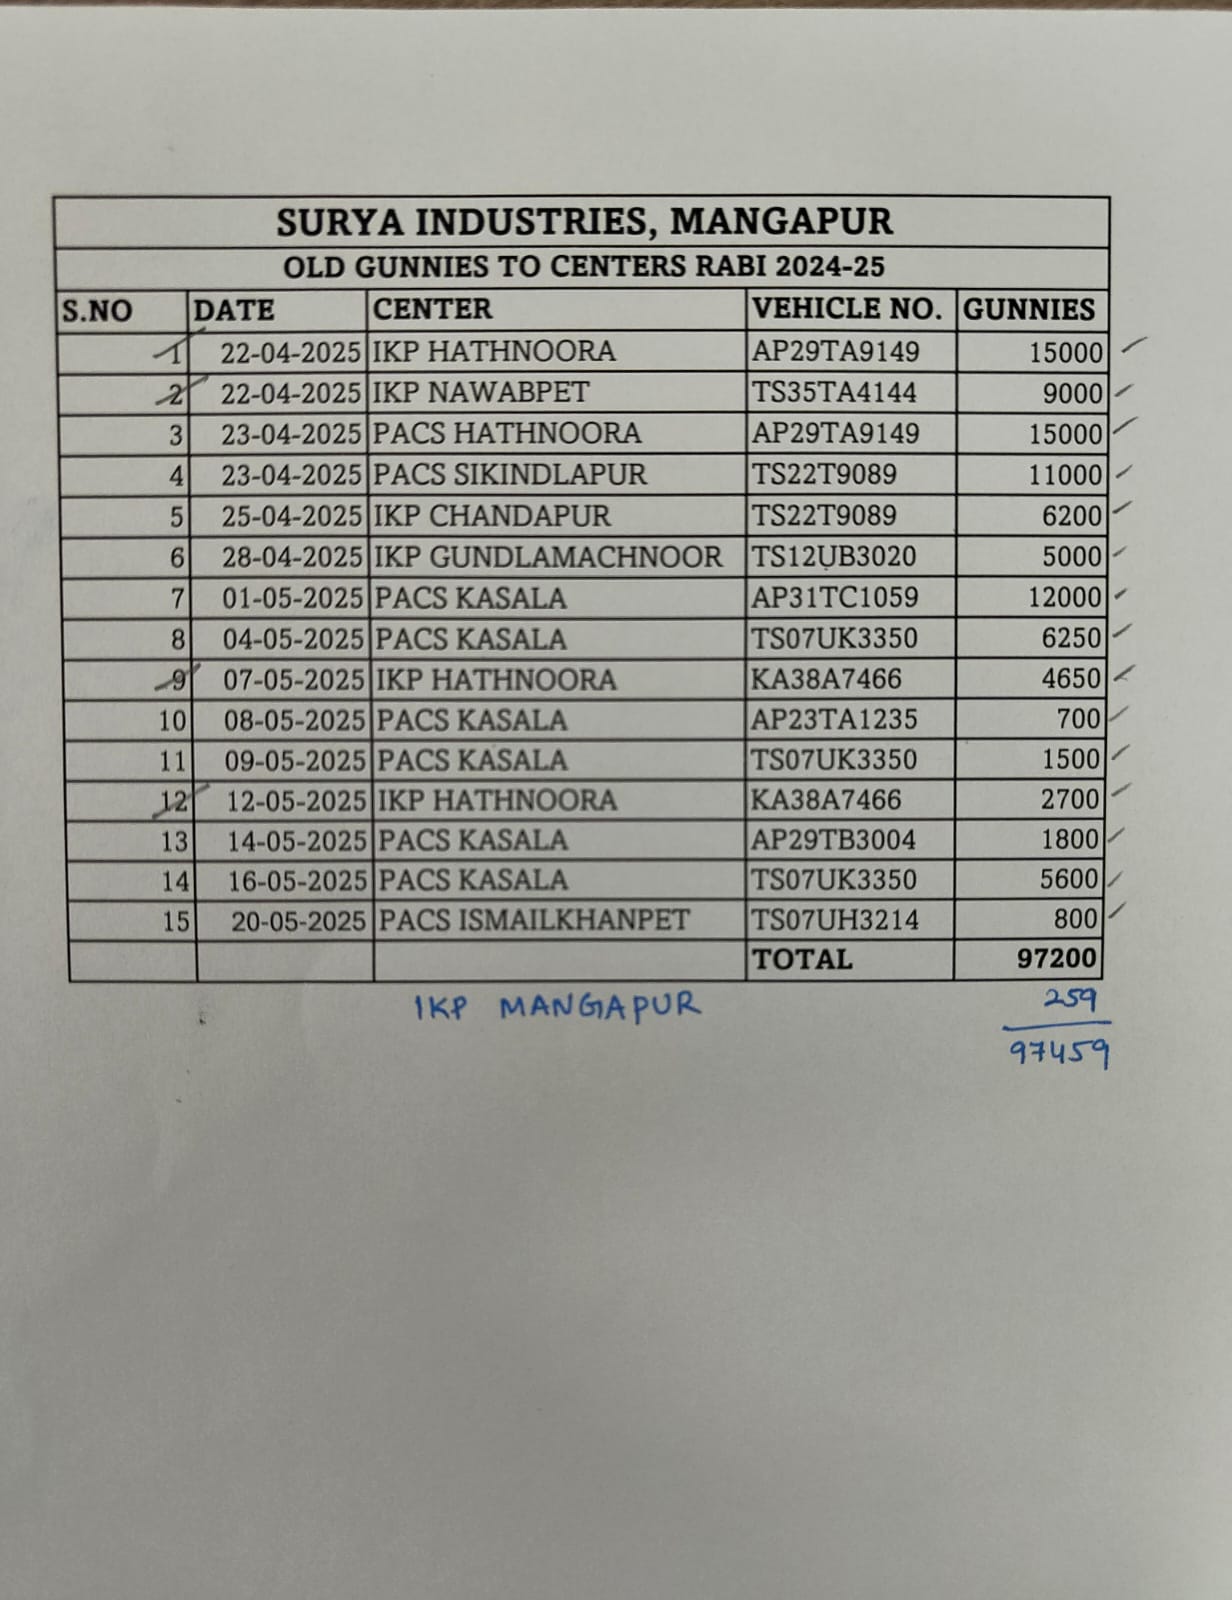 SURYA INDUSTRIES, MANGAPUR
OLD GUNNIES TO CENTERS RABI 2024-25
S.NO DATE CENTER VEHICLE NO. GUNNIES
1 22-04-2025 IKP HATHNOORA AP29TA9149 15000
2 22-04-2025 IKP NAWABPET TS35TA4144 9000
3 23-04-2025 PACS HATHNOORA AP29TA9149 15000
4 23-04-2025 PACS SIKINDLAPUR TS22T9089 11000
5 25-04-2025 IKP CHANDAPUR TS22T9089 6200
6 28-04-2025 IKP GUNDLAMACHNOOR TS12UB3020 5000
7 01-05-2025 PACS KASALA AP31TC1059 12000
8 04-05-2025 PACS KASALA TS07UK3350 6250
9 07-05-2025 IKP HATHNOORA KA38A7466 4650
10 08-05-2025 PACS KASALA AP23TA1235 700
11 09-05-2025 PACS KASALA TS07UK3350 1500
12 12-05-2025 IKP HATHNOORA KA38A7466 2700
13 14-05-2025 PACS KASALA AP29TB3004 1800
14 16-05-2025 PACS KASALA TS07UK3350 5600
15 20-05-2025 PACS ISMAILKHANPET TS07UH3214 800
TOTAL 97200
IKP MANGAPUR 259
97459